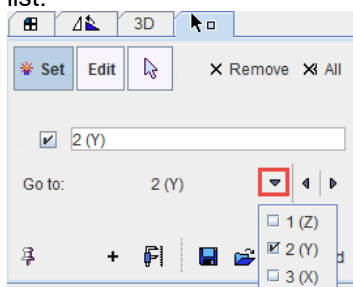 list.
3D
Set Edit Remove All
2 (Y)
Go to: 2 (Y)
1 (Z)
2 (Y)
3 (X)